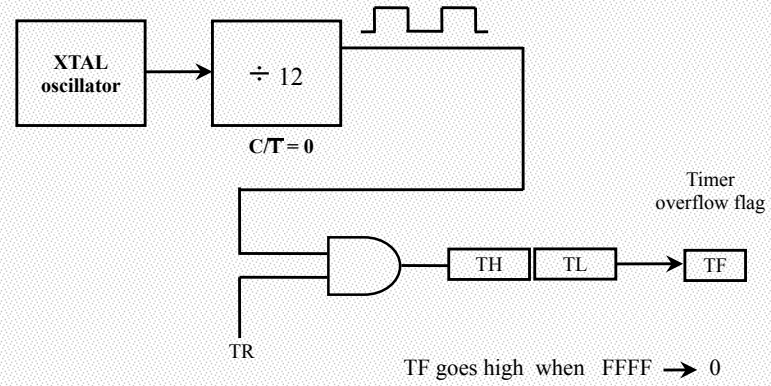 XTAL
oscillator
÷ 12
C/T̅ = 0
Timer
overflow flag
TH
TL
TF
TR
TF goes high when FFFF → 0